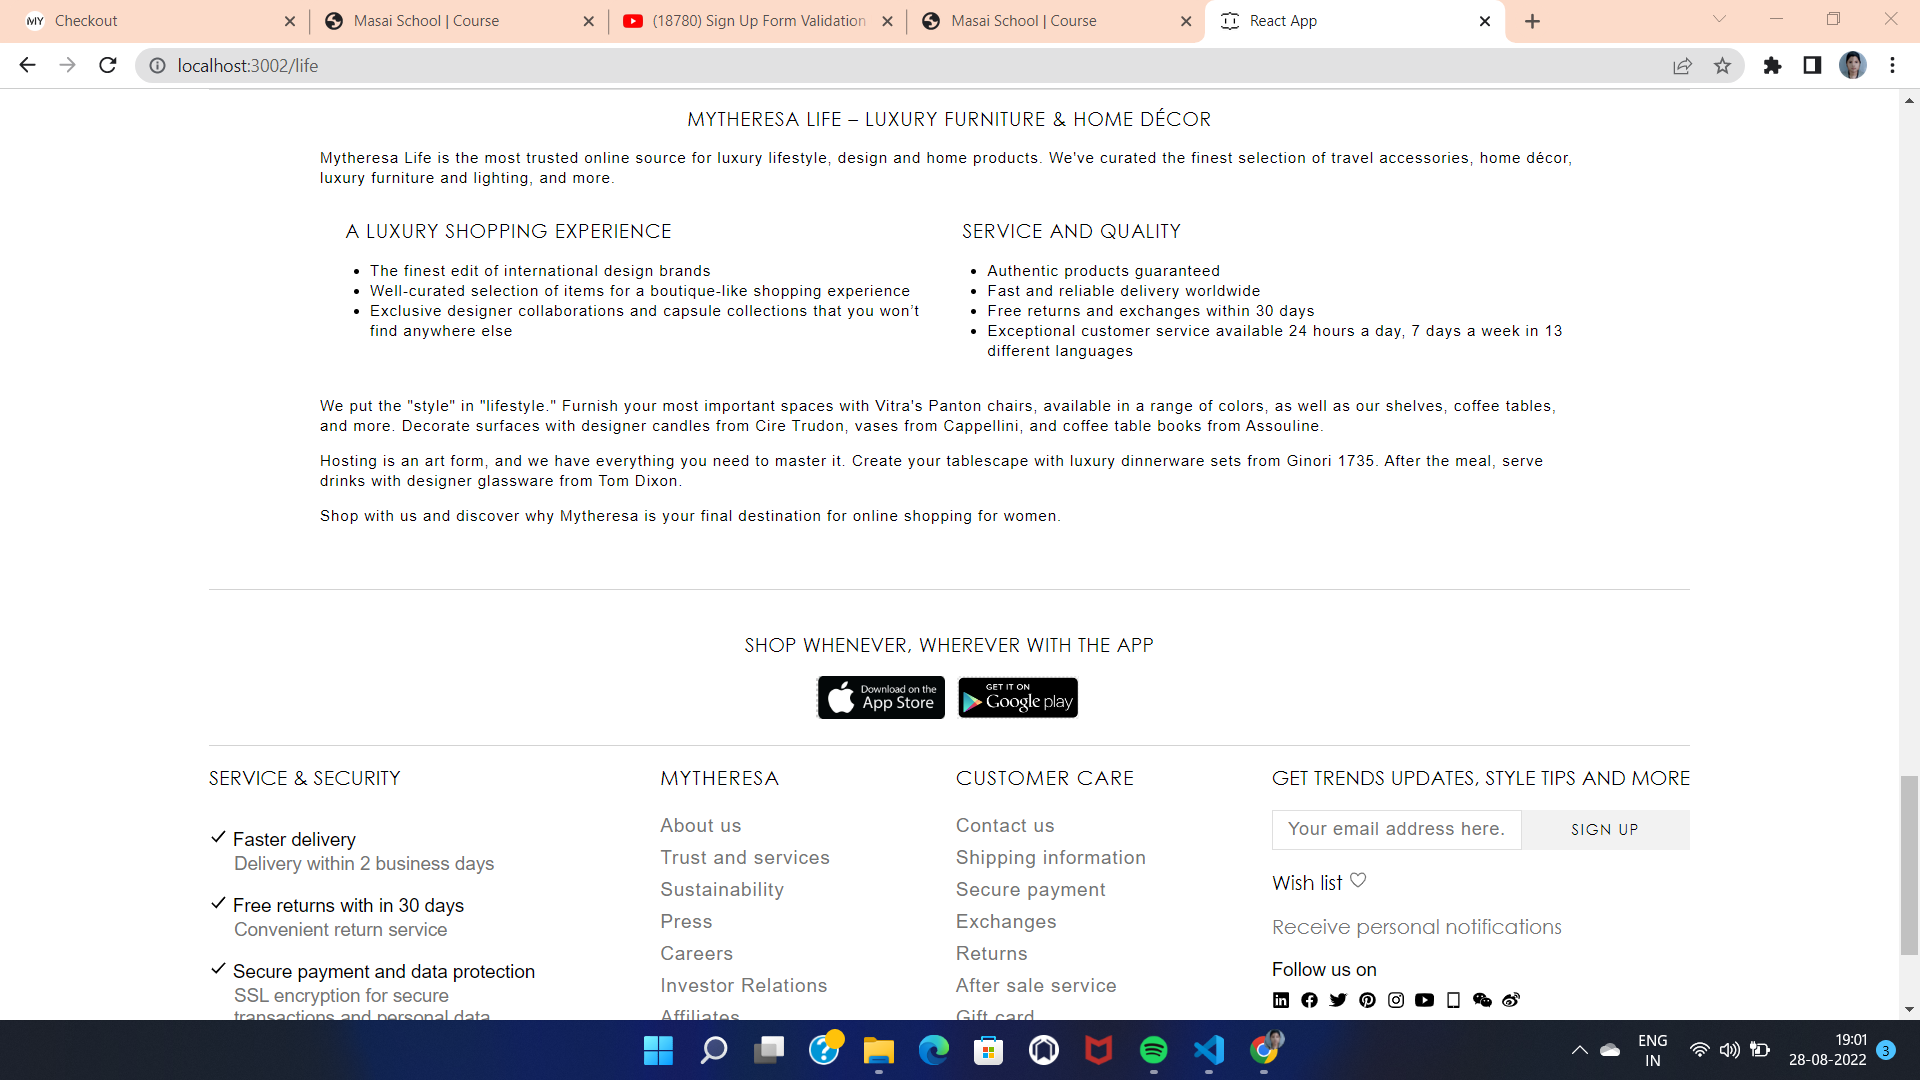 MY Checkout
Masai School | Course
(18780) Sign Up Form Validation
Masai School | Course
React App
localhost:3002/life
MYTHERESA LIFE – LUXURY FURNITURE & HOME DÉCOR
Mytheresa Life is the most trusted online source for luxury lifestyle, design and home products. We've curated the finest selection of travel accessories, home décor,
luxury furniture and lighting, and more.
A LUXURY SHOPPING EXPERIENCE
The finest edit of international design brands
Well-curated selection of items for a boutique-like shopping experience
Exclusive designer collaborations and capsule collections that you won’t
find anywhere else
SERVICE AND QUALITY
Authentic products guaranteed
Fast and reliable delivery worldwide
Free returns and exchanges within 30 days
Exceptional customer service available 24 hours a day, 7 days a week in 13
different languages
We put the "style" in "lifestyle." Furnish your most important spaces with Vitra's Panton chairs, available in a range of colors, as well as our shelves, coffee tables,
and more. Decorate surfaces with designer candles from Cire Trudon, vases from Cappellini, and coffee table books from Assouline.
Hosting is an art form, and we have everything you need to master it. Create your tablescape with luxury dinnerware sets from Ginori 1735. After the meal, serve
drinks with designer glassware from Tom Dixon.
Shop with us and discover why Mytheresa is your final destination for online shopping for women.
SHOP WHENEVER, WHEREVER WITH THE APP
Download on the
App Store
GET IT ON
Google play
SERVICE & SECURITY
Faster delivery
Delivery within 2 business days
Free returns with in 30 days
Convenient return service
Secure payment and data protection
SSL encryption for secure
transactions and personal data
MYTHERESA
About us
Trust and services
Sustainability
Press
Careers
Investor Relations
Affiliates
CUSTOMER CARE
Contact us
Shipping information
Secure payment
Exchanges
Returns
After sale service
Gift card
GET TRENDS UPDATES, STYLE TIPS AND MORE
Your email address here.
SIGN UP
Wish list
Receive personal notifications
Follow us on
ENG
IN
19:01
28-08-2022
3